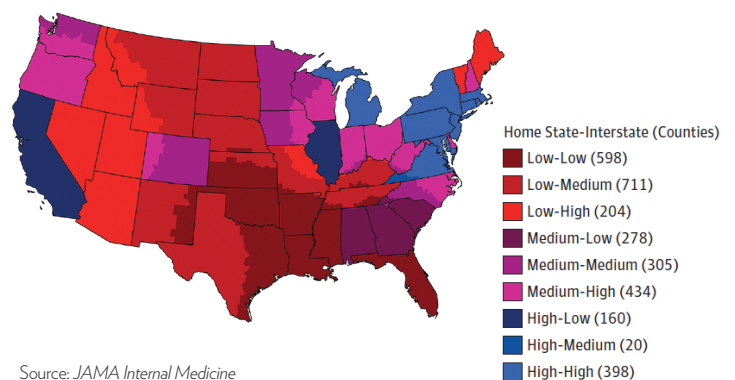 Home State-Interstate (Counties)
Low-Low (598)
Low-Medium (711)
Low-High (204)
Medium-Low (278)
Medium-Medium (305)
Medium-High (434)
High-Low (160)
High-Medium (20)
High-High (398)
Source: JAMA Internal Medicine